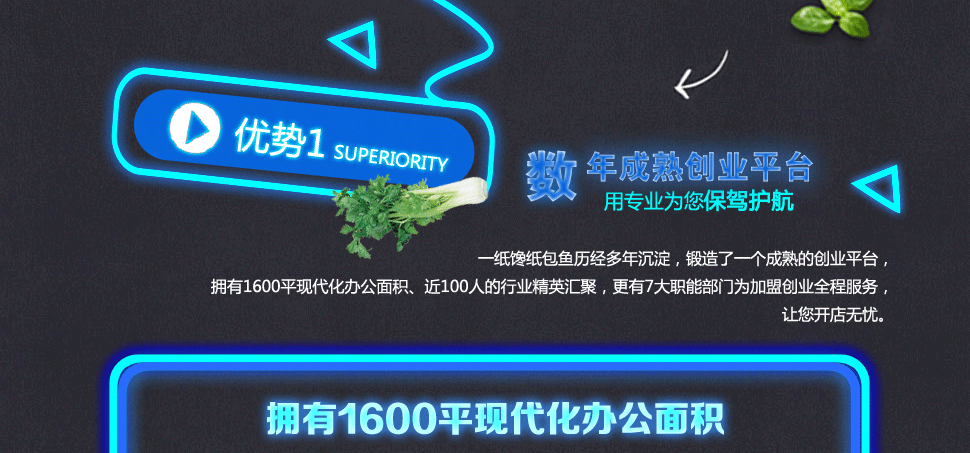 优势1 SUPERIORITY
数年成熟创业平台
用专业为您保驾护航
一纸馋纸包鱼历经多年沉淀，锻造了一个成熟的创业平台，
拥有1600平现代化办公面积、近100人的行业精英汇聚，更有7大职能部门为加盟创业全程服务，
让您开店无忧。
拥有1600平现代化办公面积